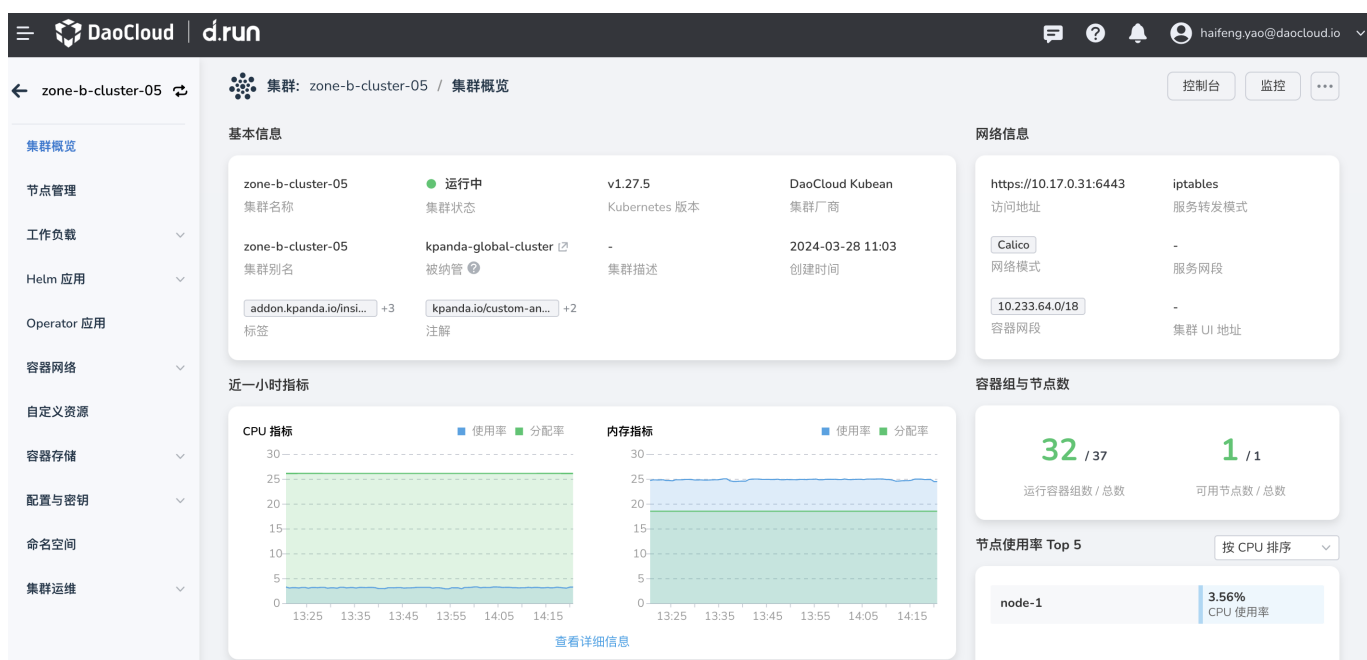 DaoCloud | d.run
haifeng.yao@daocloud.io
zone-b-cluster-05
集群概览
节点管理
工作负载
Helm 应用
Operator 应用
容器网络
自定义资源
容器存储
配置与密钥
命名空间
集群运维
集群: zone-b-cluster-05 / 集群概览
控制台 监控
基本信息
zone-b-cluster-05 运行中 v1.27.5 DaoCloud Kubean
集群名称 集群状态 Kubernetes 版本 集群厂商
zone-b-cluster-05 kpanda-global-cluster - 2024-03-28 11:03
集群别名 被纳管 集群描述 创建时间
addon.kpanda.io/insi... +3 kpanda.io/custom-an... +2
标签 注解
网络信息
https://10.17.0.31:6443 iptables
访问地址 服务转发模式
Calico -
网络模式 服务网段
10.233.64.0/18 -
容器网段 集群 UI 地址
近一小时指标
CPU 指标 使用率 分配率
30
25
20
15
10
5
0
13:25 13:35 13:45 13:55 14:05 14:15
内存指标 使用率 分配率
30
25
20
15
10
5
0
13:25 13:35 13:45 13:55 14:05 14:15
查看详细信息
容器组与节点数
32 / 37 1 / 1
运行容器组数 / 总数 可用节点数 / 总数
节点使用率 Top 5 按 CPU 排序
node-1 3.56%
CPU 使用率